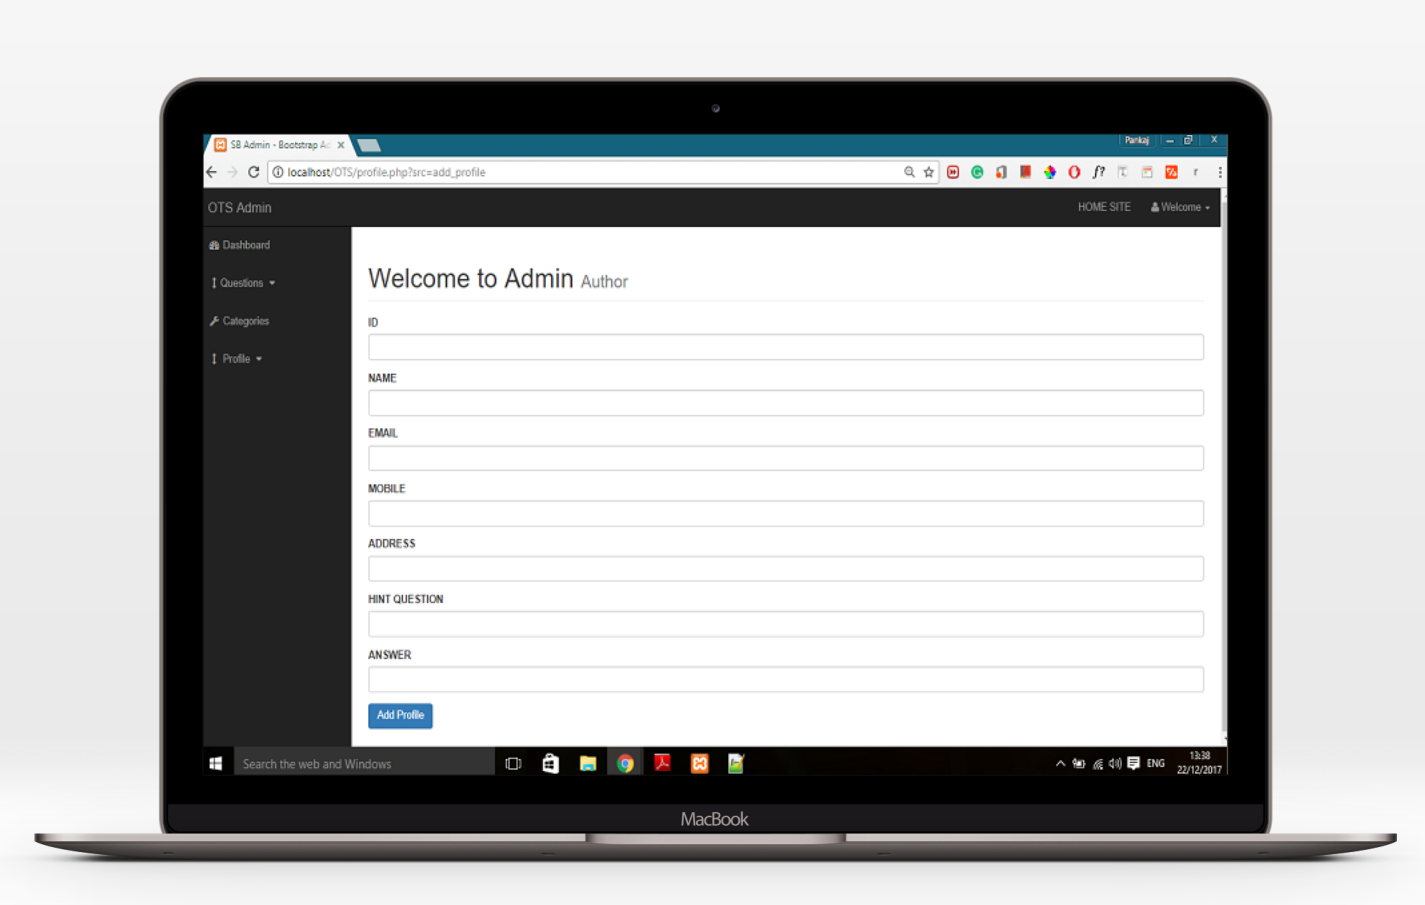 SB Admin - Bootstrap Ad
Pankaj
localhost/OTS/profile.php?src=add_profile
OTS Admin
HOME SITE
Welcome
Dashboard
Questions
Categories
Profile
Welcome to Admin Author
ID
NAME
EMAIL
MOBILE
ADDRESS
HINT QUESTION
ANSWER
Add Profile
Search the web and Windows
ENG
13:38
22/12/2017
MacBook